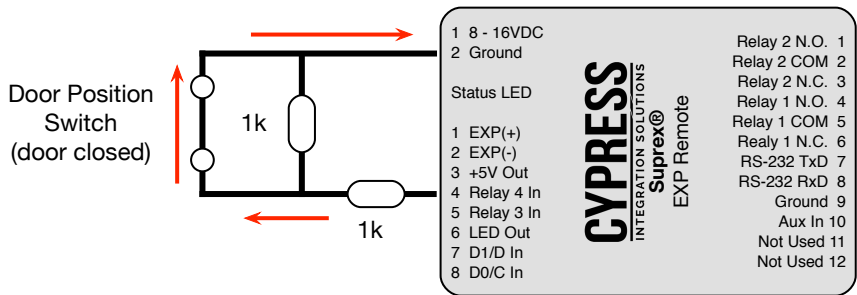 Door Position
Switch
(door closed)
1k
1k
1 8 - 16VDC
2 Ground
Status LED
1 EXP(+)
2 EXP(-)
3 +5V Out
4 Relay 4 In
5 Relay 3 In
6 LED Out
7 D1/D In
8 D0/C In
CYPRESS
INTEGRATION SOLUTIONS
Suprex®
EXP Remote
Relay 2 N.O. 1
Relay 2 COM 2
Relay 2 N.C. 3
Relay 1 N.O. 4
Relay 1 COM 5
Realy 1 N.C. 6
RS-232 TxD 7
RS-232 RxD 8
Ground 9
Aux In 10
Not Used 11
Not Used 12